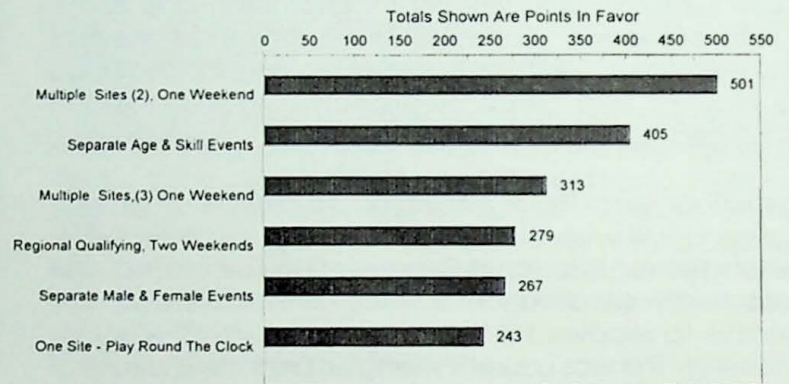 Totals Shown Are Points In Favor
0 50 100 150 200 250 300 350 400 450 500 550
Multiple Sites (2), One Weekend 501
Separate Age & Skill Events 405
Multiple Sites,(3) One Weekend 313
Regional Qualifying, Two Weekends 279
Separate Male & Female Events 267
One Site - Play Round The Clock 243